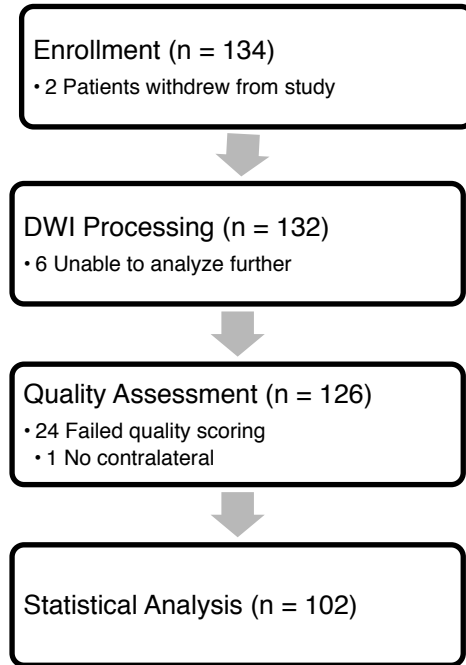 Enrollment (n = 134)
• 2 Patients withdrew from study
DWI Processing (n = 132)
• 6 Unable to analyze further
Quality Assessment (n = 126)
• 24 Failed quality scoring
• 1 No contralateral
Statistical Analysis (n = 102)